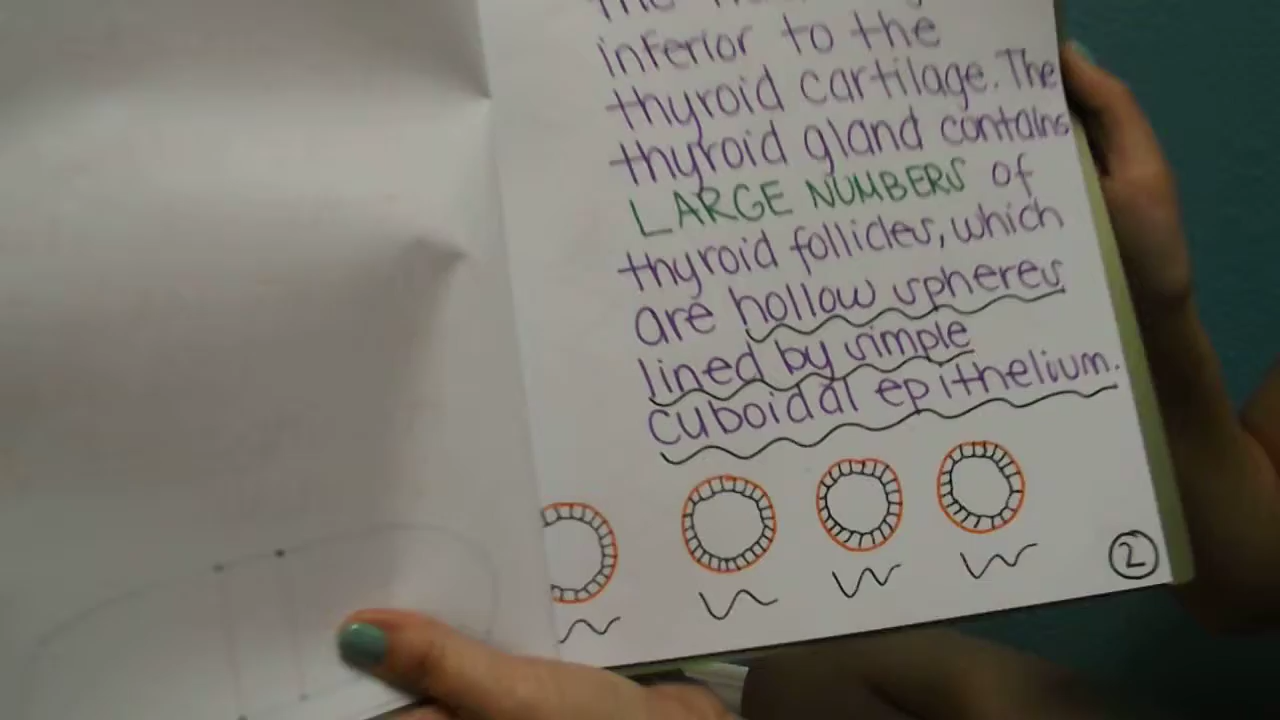 The
inferior to the
thyroid cartilage. The
thyroid gland contains
LARGE NUMBERS of
thyroid follicles, which
are hollow spheres
lined by simple
cuboidal epithelium.
2